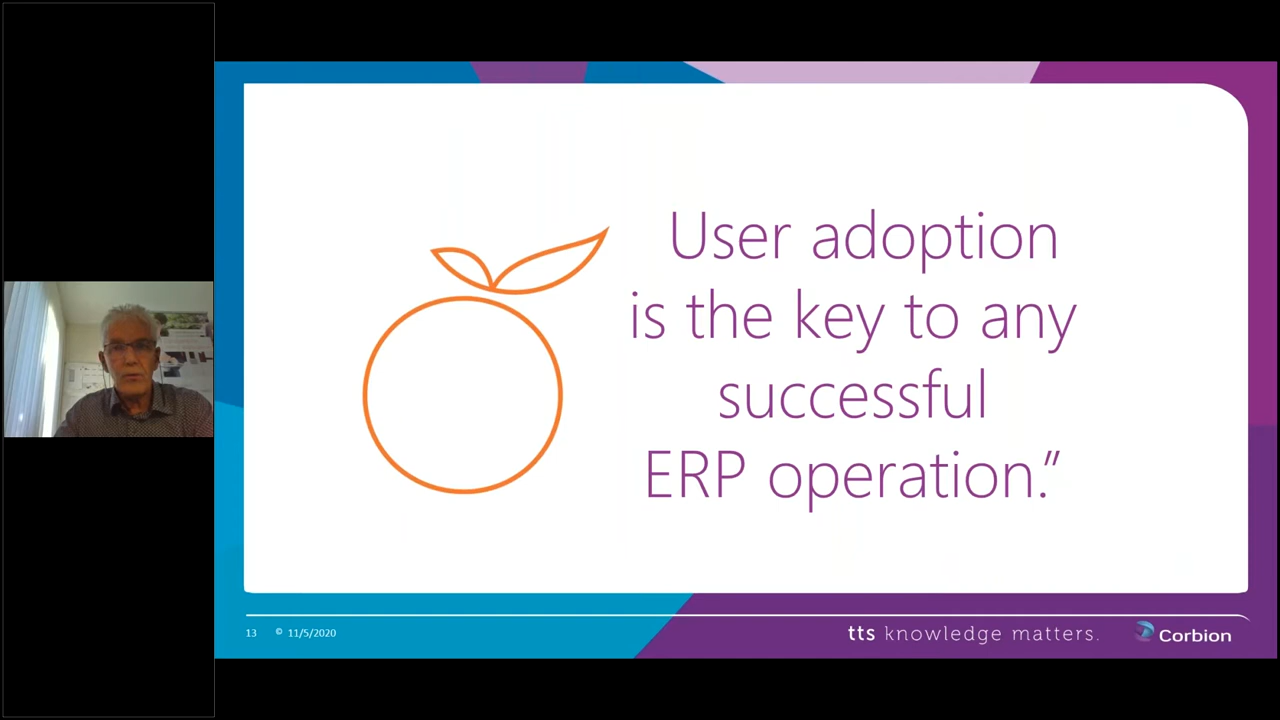 User adoption
is the key to any
successful
ERP operation.”
13 © 11/5/2020
tts knowledge matters.
Corbion